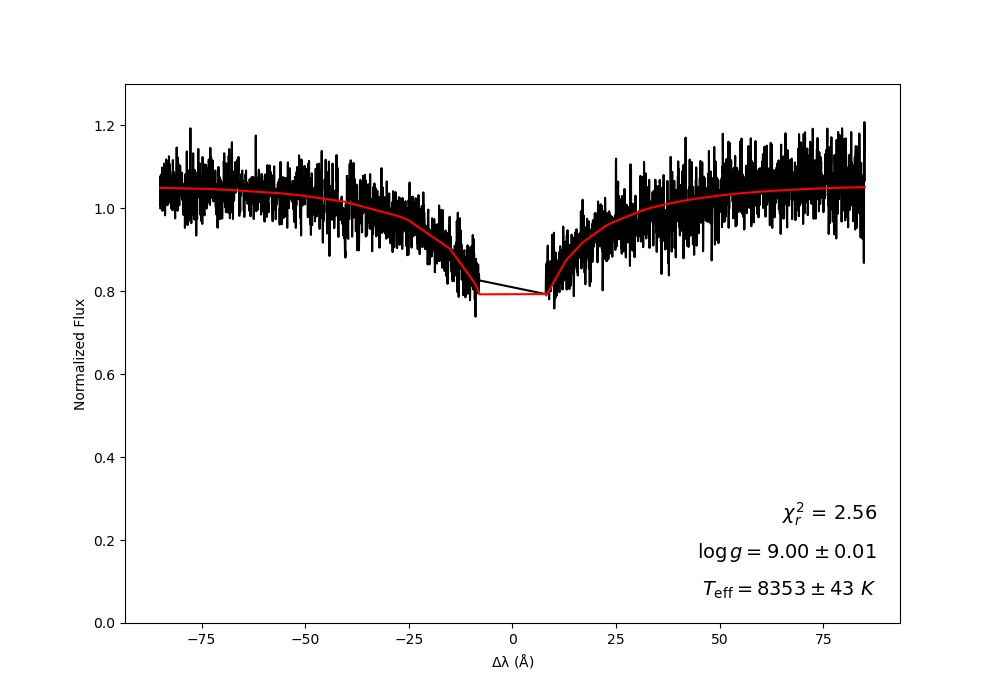 1.2
1.0
0.8
0.6
0.4
0.2
0.0
Normalized Flux
χ²ᵣ = 2.56
log g = 9.00 ± 0.01
T_eff = 8353 ± 43 K
−75 −50 −25 0 25 50 75
Δλ (Å)